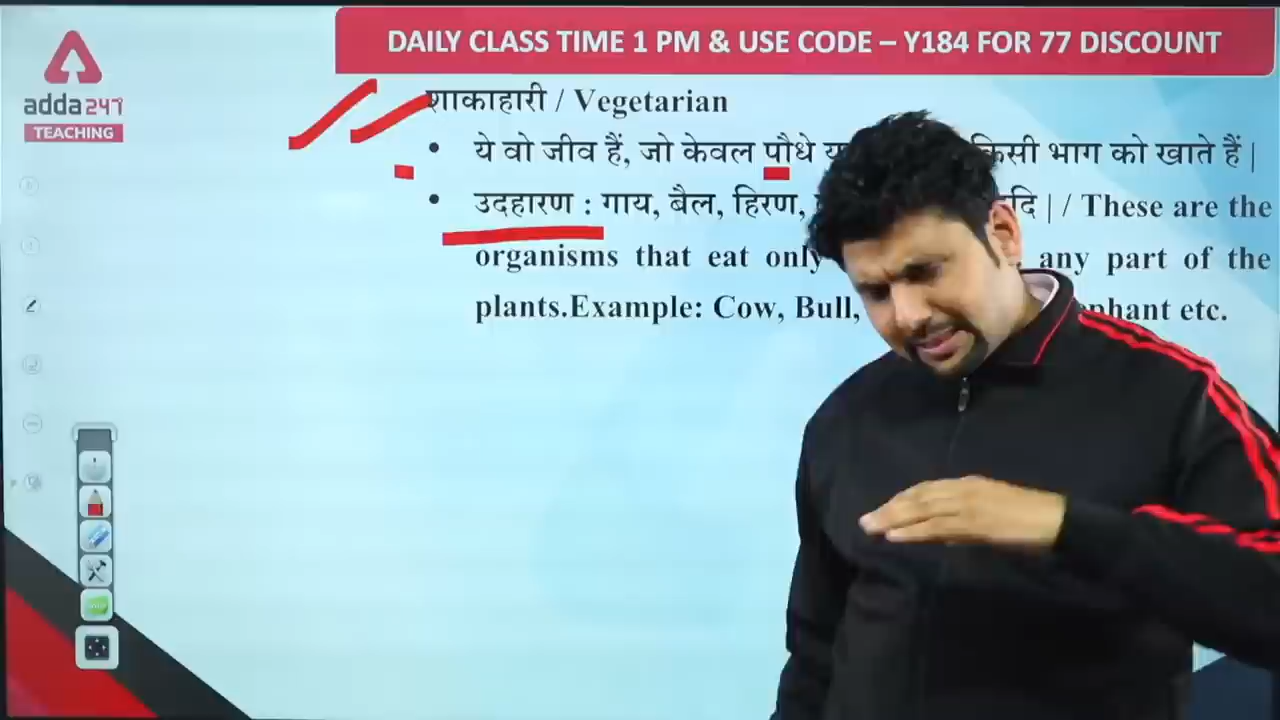 DAILY CLASS TIME 1 PM & USE CODE – Y184 FOR 77 DISCOUNT
adda247
TEACHING
शाकाहारी / Vegetarian
• ये वो जीव हैं, जो केवल पौधे किसी भाग को खाते हैं |
• उदहारण : गाय, बैल, हिरण, | / These are the
organisms that eat only any part of the
plants.Example: Cow, Bull, etc.